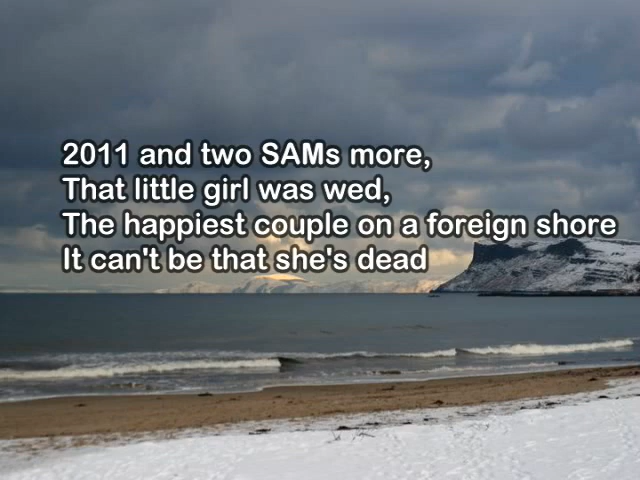 2011 and two SAMs more,
That little girl was wed,
The happiest couple on a foreign shore
It can't be that she's dead